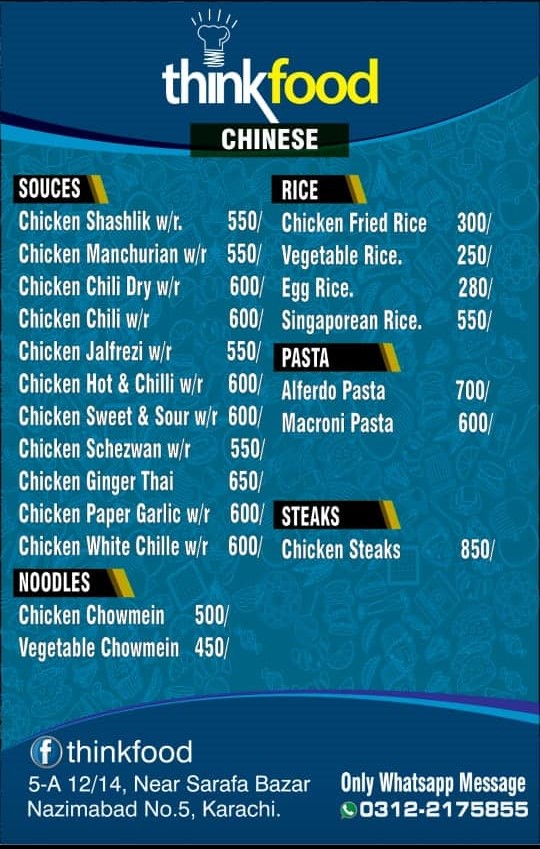 thinkfood
CHINESE
SOUCES
Chicken Shashlik w/r. 550/
Chicken Manchurian w/r 550/
Chicken Chili Dry w/r 600/
Chicken Chili w/r 600/
Chicken Jalfrezi w/r 550/
Chicken Hot & Chilli w/r 600/
Chicken Sweet & Sour w/r 600/
Chicken Schezwan w/r 550/
Chicken Ginger Thai 650/
Chicken Paper Garlic w/r 600/
Chicken White Chille w/r 600/
NOODLES
Chicken Chowmein 500/
Vegetable Chowmein 450/
RICE
Chicken Fried Rice 300/
Vegetable Rice. 250/
Egg Rice. 280/
Singaporean Rice. 550/
PASTA
Alferdo Pasta 700/
Macroni Pasta 600/
STEAKS
Chicken Steaks 850/
f thinkfood
5-A 12/14, Near Sarafa Bazar
Nazimabad No.5, Karachi.
Only Whatsapp Message
0312-2175855